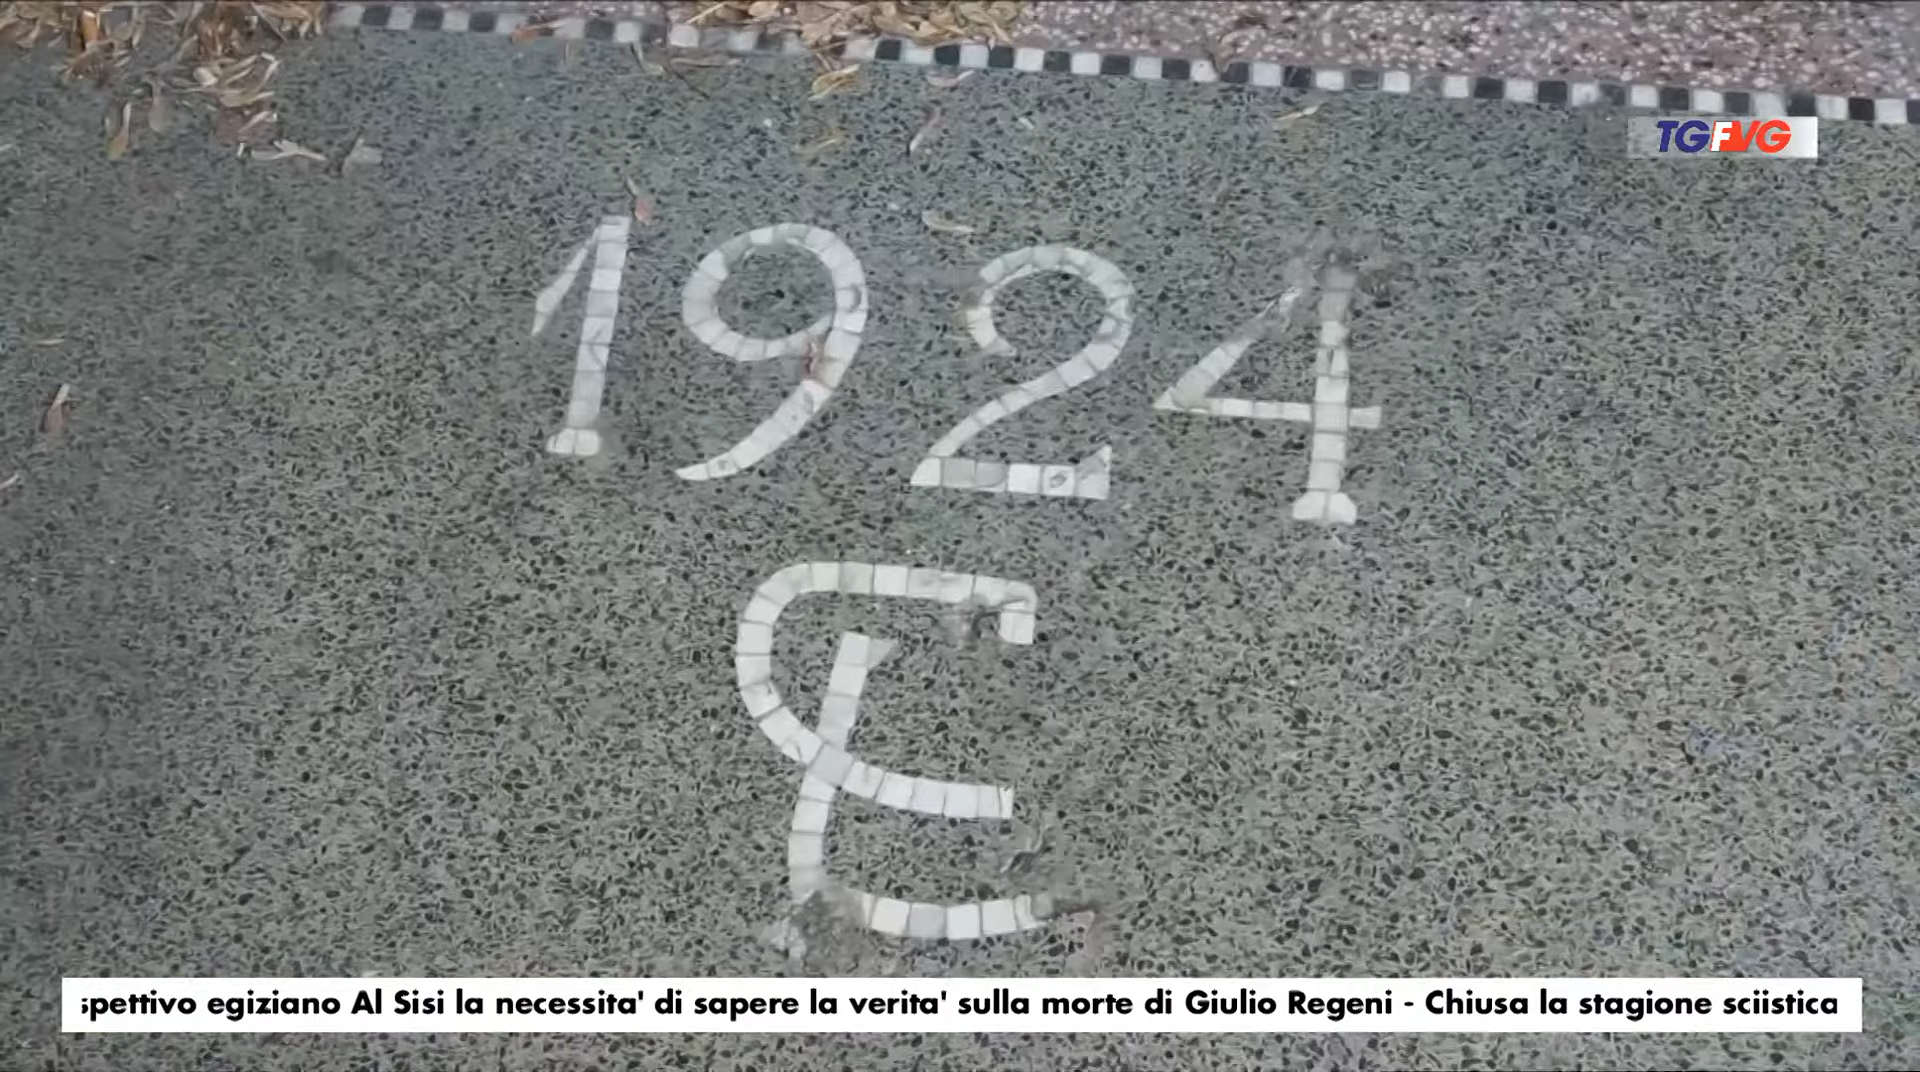 TGFVG
1924
E
spettivo egiziano Al Sisi la necessita' di sapere la verita' sulla morte di Giulio Regeni - Chiusa la stagione sciistica